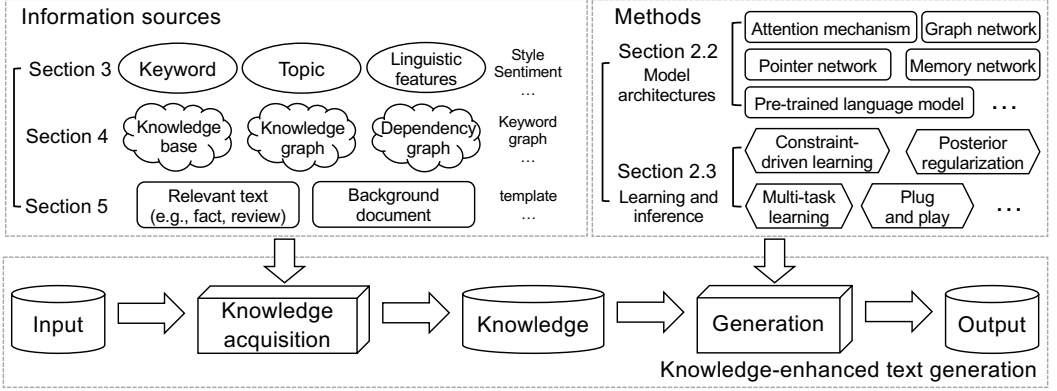 Information sources
Section 3
Keyword
Topic
Linguistic
features
Style
Sentiment
…
Section 4
Knowledge
base
Knowledge
graph
Dependency
graph
Keyword
graph
…
Section 5
Relevant text
(e.g., fact, review)
Background
document
template
…
Methods
Section 2.2
Model
architectures
Attention mechanism
Graph network
Pointer network
Memory network
Pre-trained language model
…
Section 2.3
Learning and
inference
Constraint-
driven learning
Posterior
regularization
Multi-task
learning
Plug
and play
…
Input
Knowledge
acquisition
Knowledge
Generation
Output
Knowledge-enhanced text generation